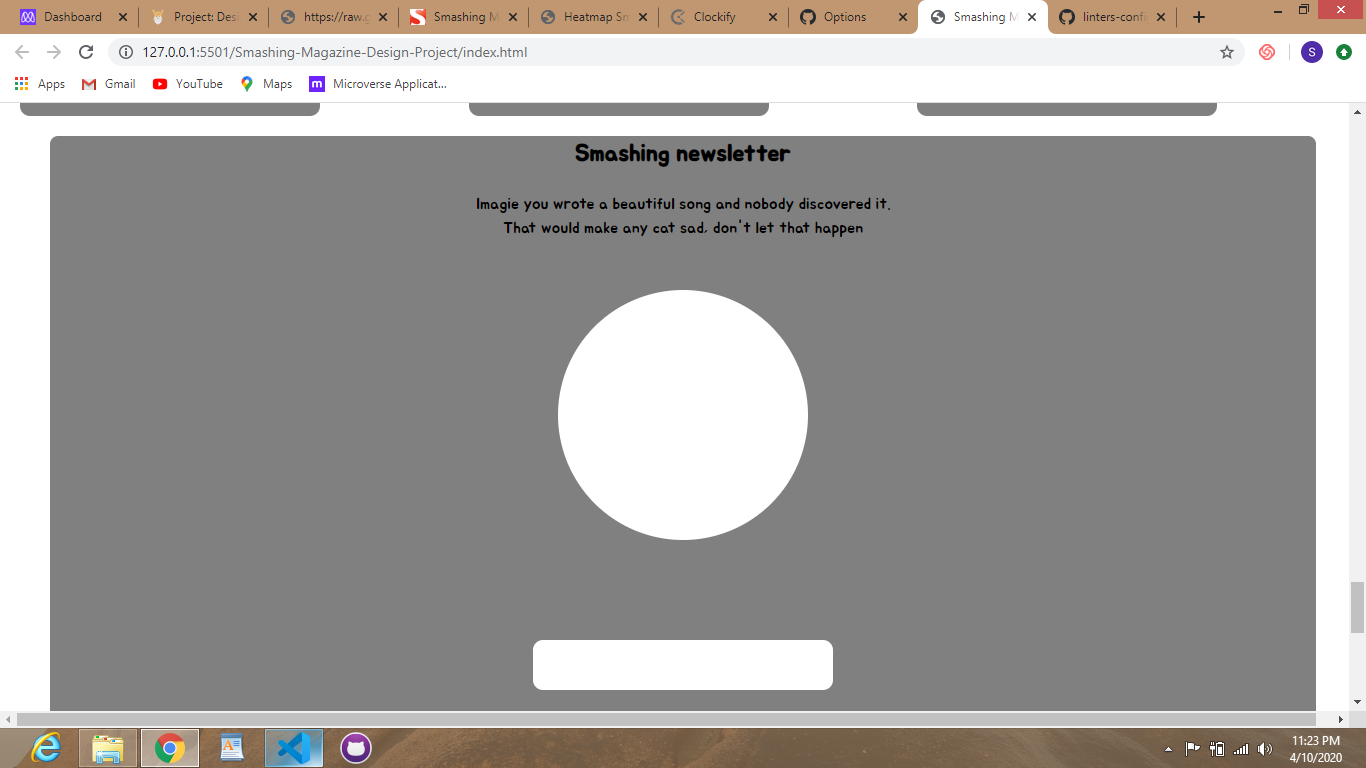 Dashboard
Project: Des
https://raw.g
Smashing M
Heatmap Sm
Clockify
Options
Smashing M
linters-confi
127.0.0.1:5501/Smashing-Magazine-Design-Project/index.html
S
Apps
Gmail
YouTube
Maps
m
Microverse Applicat...
Smashing newsletter
Imagie you wrote a beautiful song and nobody discovered it.
That would make any cat sad, don't let that happen
11:23 PM
4/10/2020